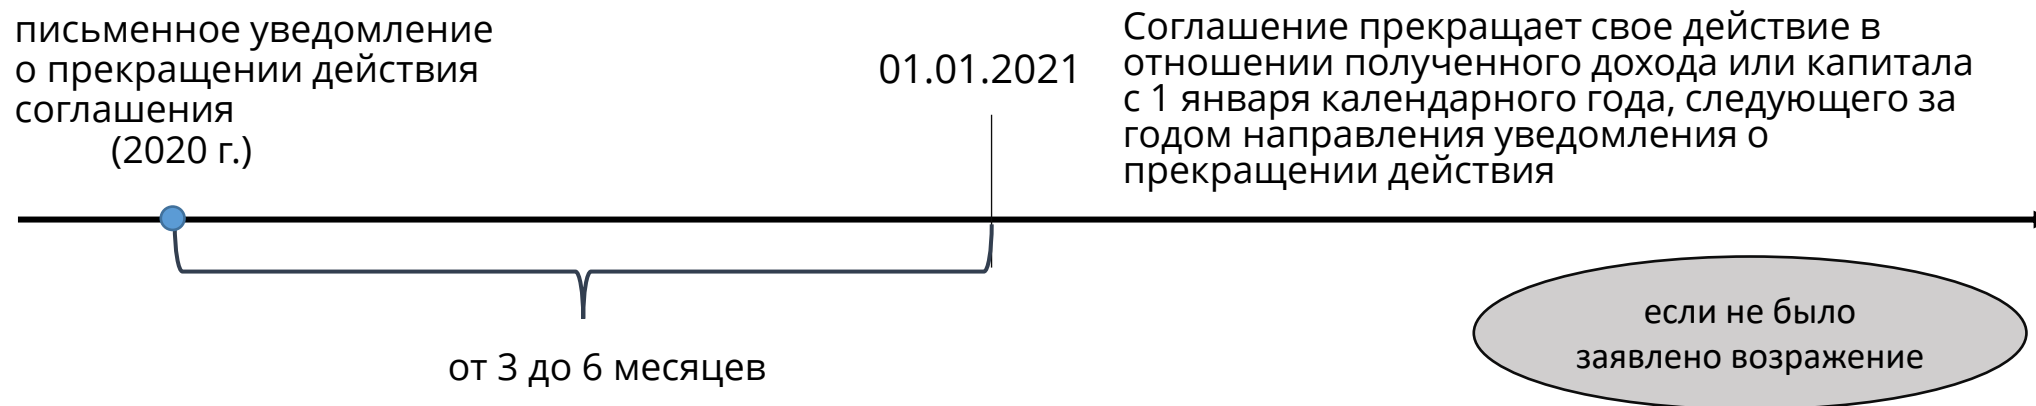 письменное уведомление
о прекращении действия
соглашения
(2020 г.)
01.01.2021
Соглашение прекращает свое действие в
отношении полученного дохода или капитала
с 1 января календарного года, следующего за
годом направления уведомления о
прекращении действия
от 3 до 6 месяцев
если не было
заявлено возражение